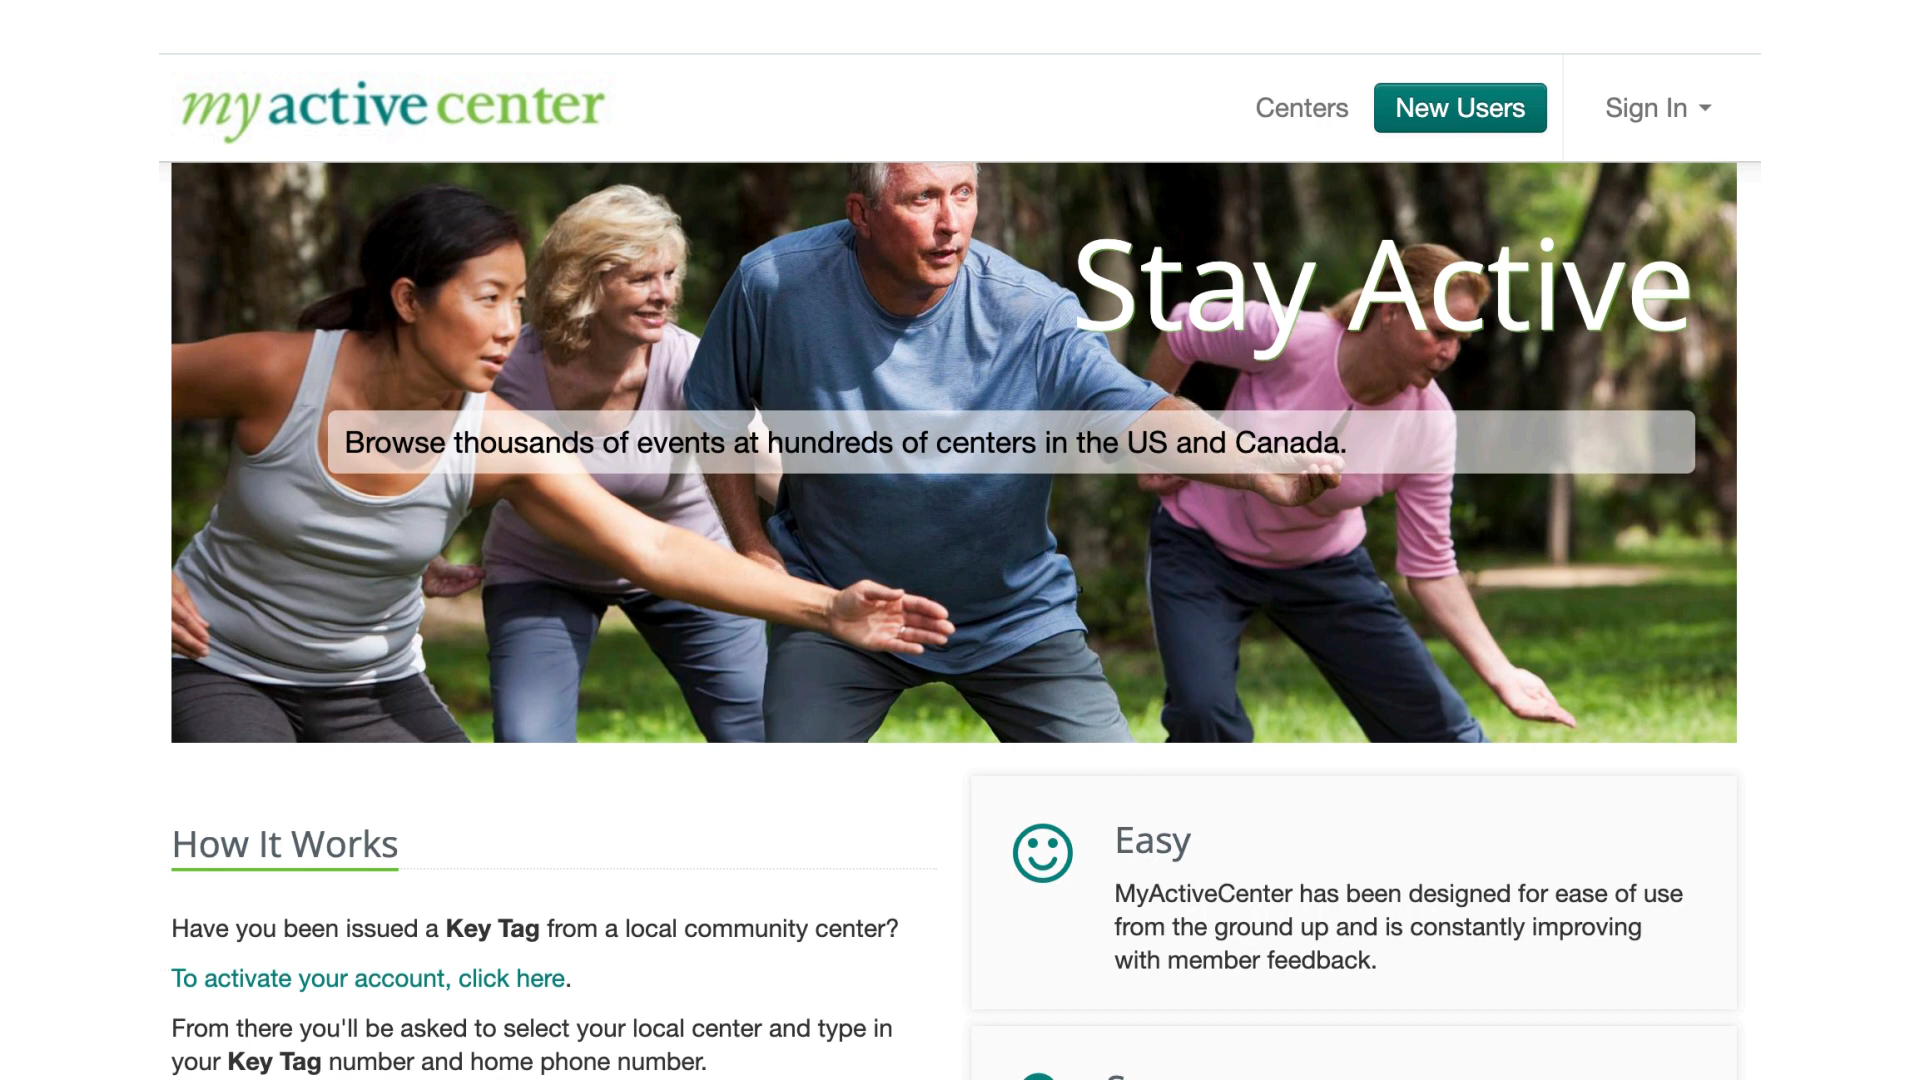 my active center
Centers
New Users
Sign In
Stay Active
Browse thousands of events at hundreds of centers in the US and Canada.
How It Works
Have you been issued a Key Tag from a local community center?
To activate your account, click here.
From there you'll be asked to select your local center and type in
your Key Tag number and home phone number.
Easy
MyActiveCenter has been designed for ease of use
from the ground up and is constantly improving
with member feedback.